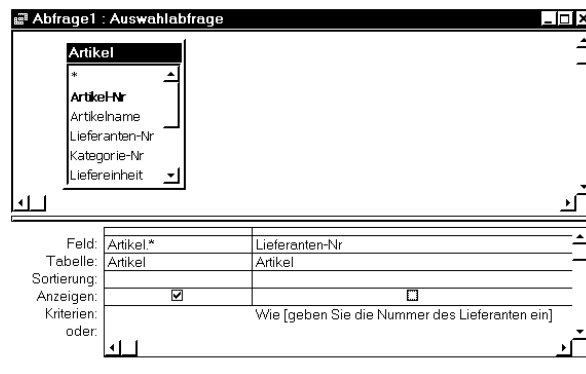 Abfrage1 : Auswahlabfrage
Artikel
*
Artikel-Nr
Artikelname
Lieferanten-Nr
Kategorie-Nr
Liefereinheit
Feld: Artikel.* Lieferanten-Nr
Tabelle: Artikel Artikel
Sortierung:
Anzeigen:
Kriterien: Wie [geben Sie die Nummer des Lieferanten ein]
oder: